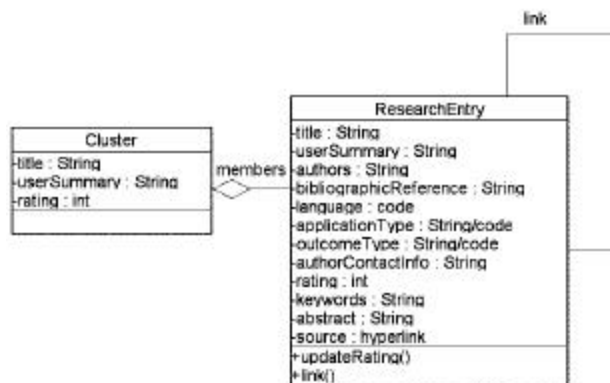 link
ResearchEntry
-title : String
-userSummary : String
-authors : String
-bibliographicReference : String
-language : code
-applicationType : String/code
-outcomeType : String/code
-authorContactInfo : String
-rating : int
-keywords : String
-abstract : String
-source : hyperlink
+updateRating()
+link()
Cluster
-title : String
-userSummary : String
-rating : int
members